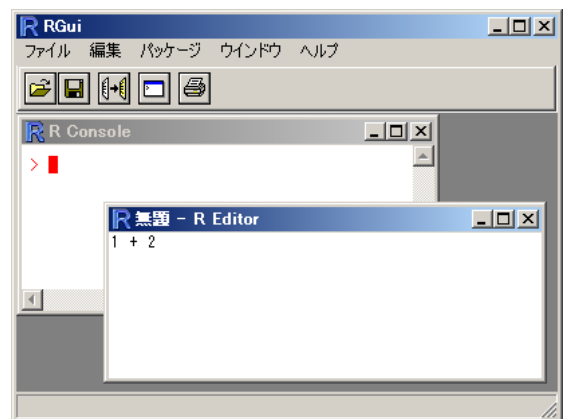 RGui
ファイル 編集 パッケージ ウインドウ ヘルプ
R Console
>
無題 - R Editor
1 + 2